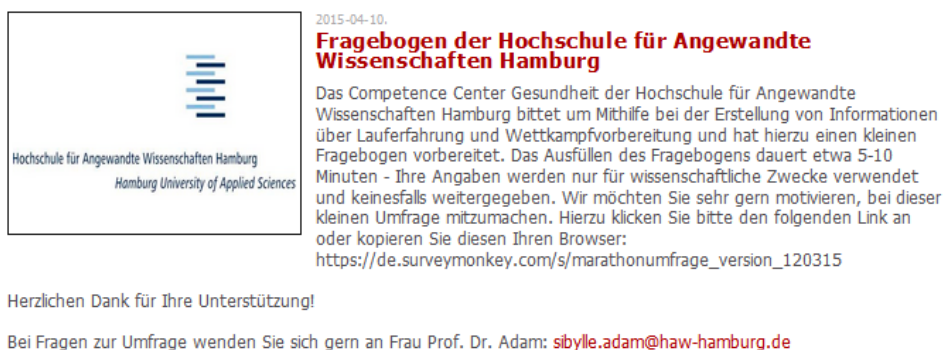 2015-04-10.
Fragebogen der Hochschule für Angewandte
Wissenschaften Hamburg
Hochschule für Angewandte Wissenschaften Hamburg
Hamburg University of Applied Sciences
Das Competence Center Gesundheit der Hochschule für Angewandte
Wissenschaften Hamburg bittet um Mithilfe bei der Erstellung von Informationen
über Lauferfahrung und Wettkampfvorbereitung und hat hierzu einen kleinen
Fragebogen vorbereitet. Das Ausfüllen des Fragebogens dauert etwa 5-10
Minuten - Ihre Angaben werden nur für wissenschaftliche Zwecke verwendet
und keinesfalls weitergegeben. Wir möchten Sie sehr gern motivieren, bei dieser
kleinen Umfrage mitzumachen. Hierzu klicken Sie bitte den folgenden Link an
oder kopieren Sie diesen Ihren Browser:
https://de.surveymonkey.com/s/marathonumfrage_version_120315
Herzlichen Dank für Ihre Unterstützung!
Bei Fragen zur Umfrage wenden Sie sich gern an Frau Prof. Dr. Adam: sibylle.adam@haw-hamburg.de